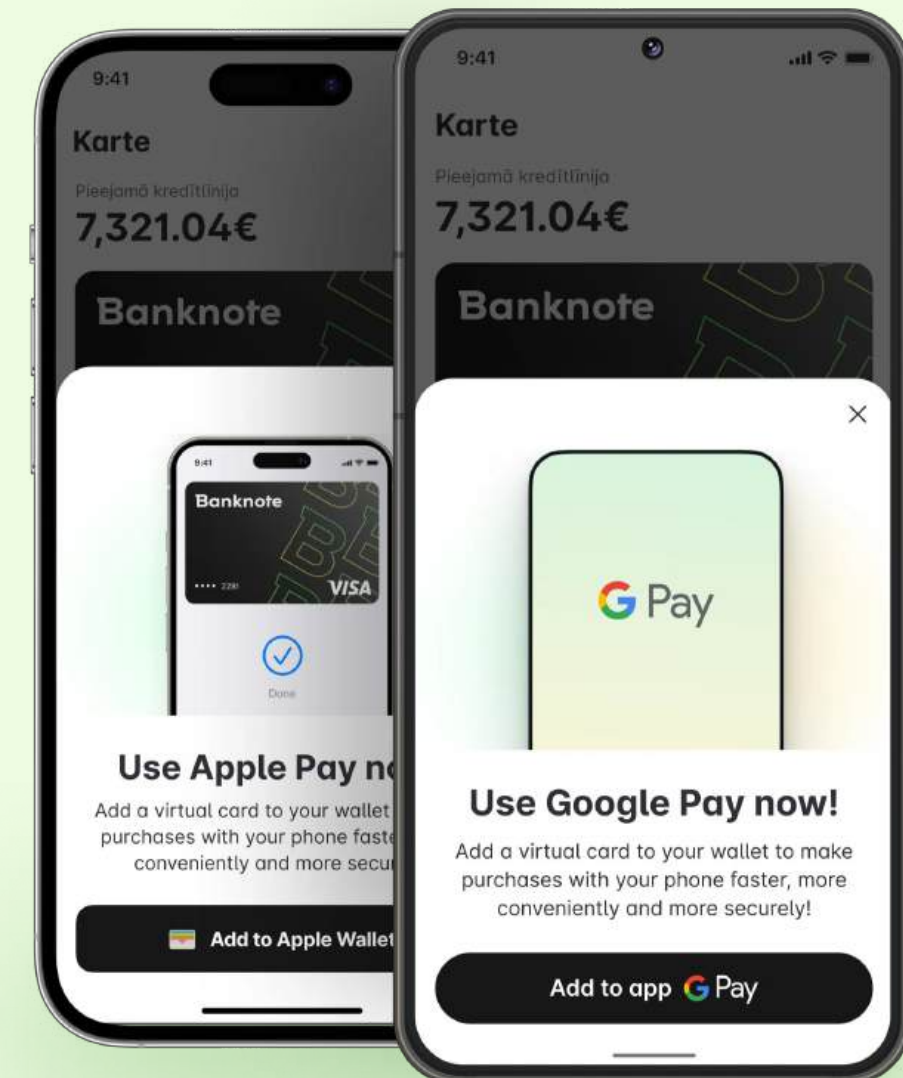 9:41
Karte
Pieejamā kredītlīnija
7,321.04€
Banknote
9:41
Banknote
VISA
Done
Use Apple Pay
Add a virtual card to your wallet
purchases with your phone
conveniently and more
Add to Apple Wallet
9:41
Karte
Pieejamā kredītlīnija
7,321.04€
Banknote
G Pay
Use Google Pay now!
Add a virtual card to your wallet to make
purchases with your phone faster, more
conveniently and more securely!
Add to app G Pay